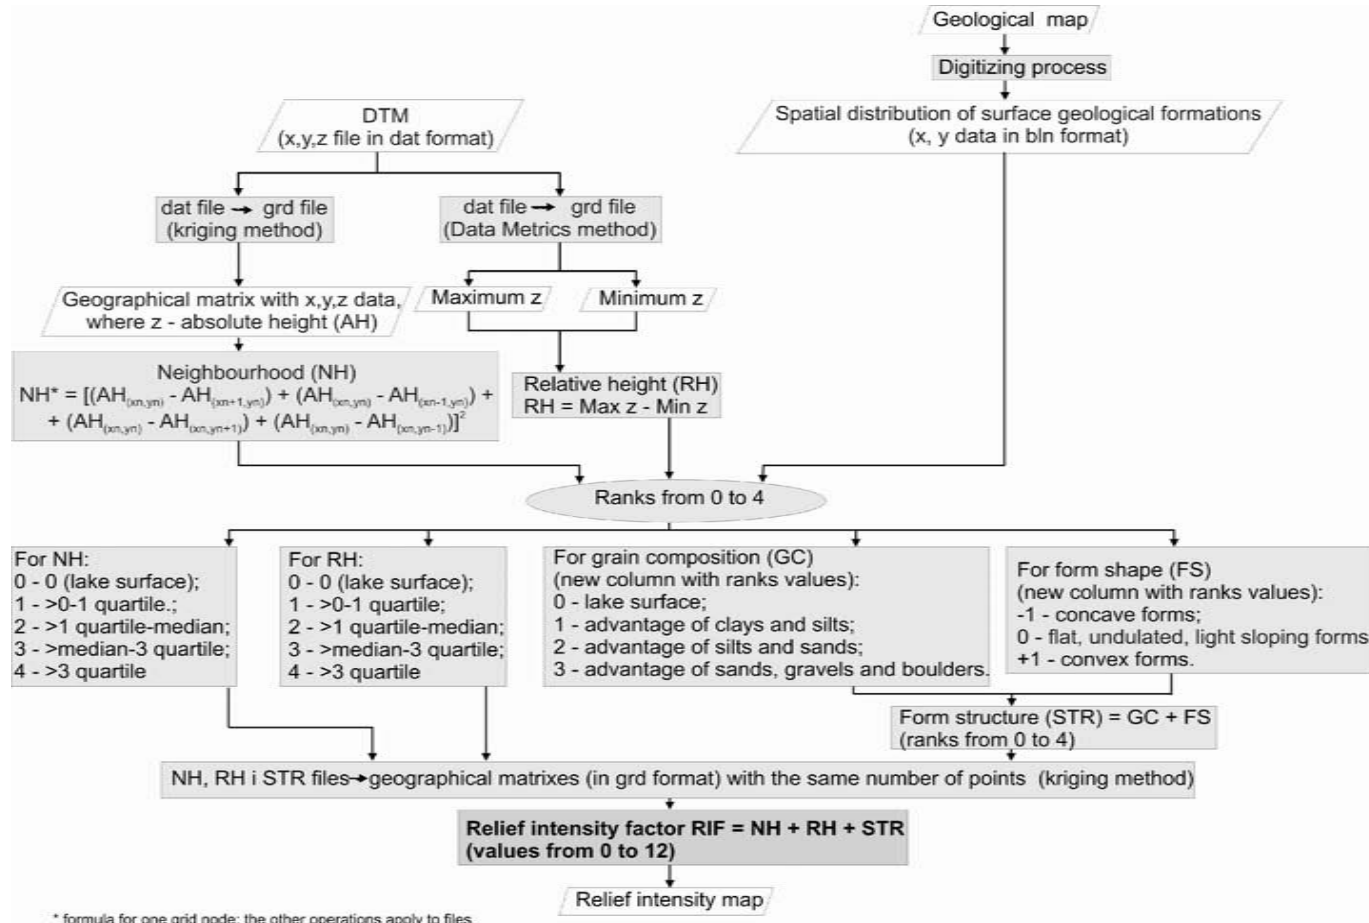 Geological map
Digitizing process
Spatial distribution of surface geological formations
(x, y data in bln format)
DTM
(x,y,z file in dat format)
dat file → grd file
(kriging method)
dat file → grd file
(Data Metrics method)
Geographical matrix with x,y,z data,
where z - absolute height (AH)
Maximum z
Minimum z
Neighbourhood (NH)
NH* = [(AH(xn,yn) - AH(xn+1,yn)) + (AH(xn,yn) - AH(xn-1,yn)) +
+ (AH(xn,yn) - AH(xn,yn+1)) + (AH(xn,yn) - AH(xn,yn-1))]²
Relative height (RH)
RH = Max z - Min z
Ranks from 0 to 4
For NH:
0 - 0 (lake surface);
1 - >0-1 quartile.;
2 - >1 quartile-median;
3 - >median-3 quartile;
4 - >3 quartile
For RH:
0 - 0 (lake surface);
1 - >0-1 quartile;
2 - >1 quartile-median;
3 - >median-3 quartile;
4 - >3 quartile
For grain composition (GC)
(new column with ranks values):
0 - lake surface;
1 - advantage of clays and silts;
2 - advantage of silts and sands;
3 - advantage of sands, gravels and boulders.
For form shape (FS)
(new column with ranks values):
-1 - concave forms;
0 - flat, undulated, light sloping forms
+1 - convex forms.
Form structure (STR) = GC + FS
(ranks from 0 to 4)
NH, RH i STR files→geographical matrixes (in grd format) with the same number of points (kriging method)
Relief intensity factor RIF = NH + RH + STR
(values from 0 to 12)
Relief intensity map
* formula for one grid node; the other operations apply to files